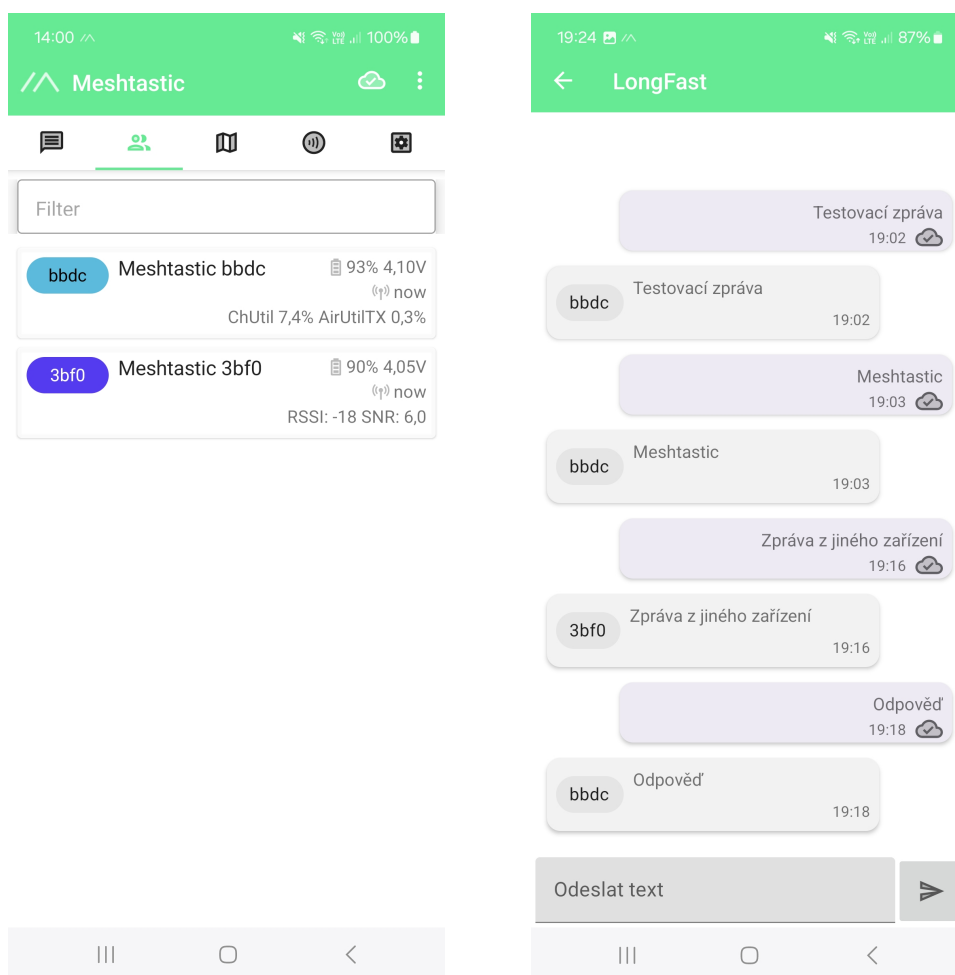 14:00
100%
Meshtastic
Filter
bbdc
Meshtastic bbdc
93% 4,10V
now
ChUtil 7,4% AirUtilTX 0,3%
3bf0
Meshtastic 3bf0
90% 4,05V
now
RSSI: -18 SNR: 6,0
19:24
87%
LongFast
Testovací zpráva
19:02
bbdc
Testovací zpráva
19:02
Meshtastic
19:03
bbdc
Meshtastic
19:03
Zpráva z jiného zařízení
19:16
3bf0
Zpráva z jiného zařízení
19:16
Odpověď
19:18
bbdc
Odpověď
19:18
Odeslat text